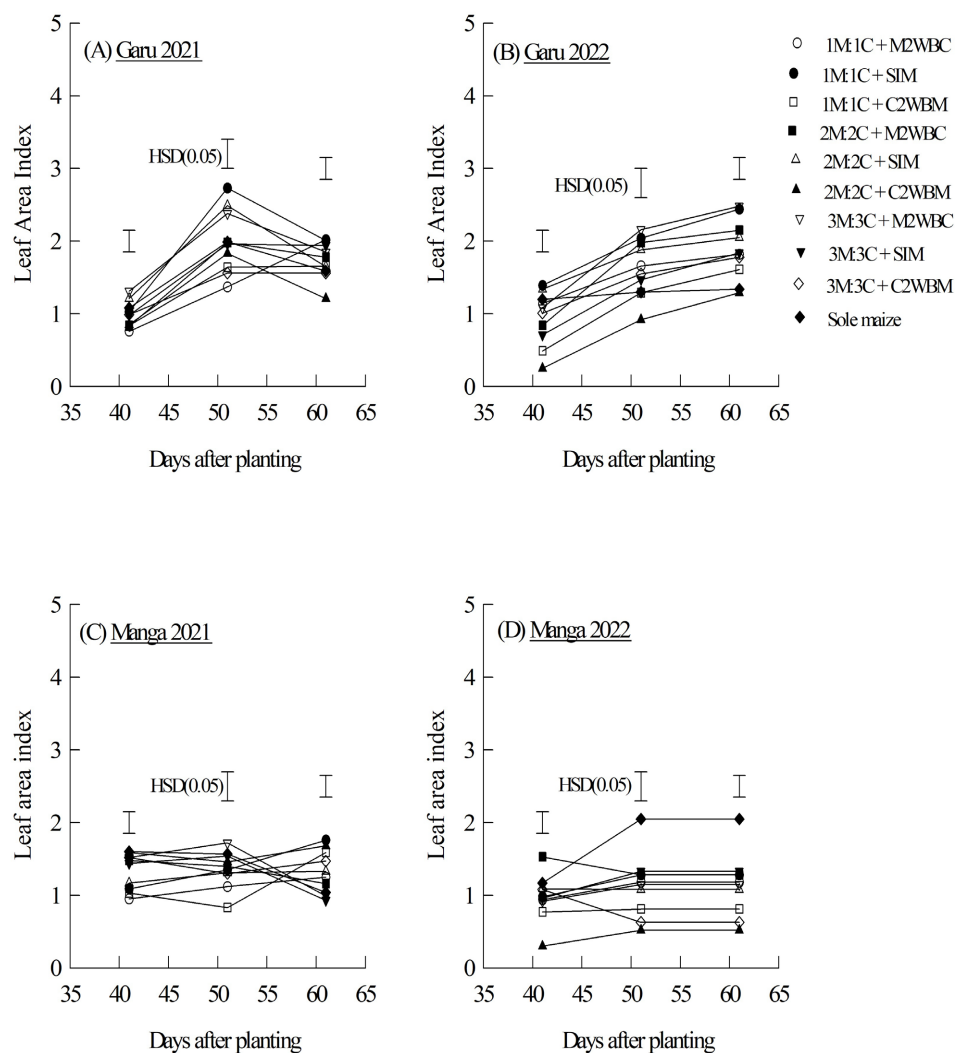 (A) Garu 2021
HSD(0.05)
Leaf Area Index
5
4
3
2
1
0
35 40 45 50 55 60 65
Days after planting
(B) Garu 2022
HSD(0.05)
Leaf Area Index
5
4
3
2
1
0
35 40 45 50 55 60 65
Days after planting
1M:1C + M2WBC
1M:1C + SIM
1M:1C + C2WBM
2M:2C + M2WBC
2M:2C + SIM
2M:2C + C2WBM
3M:3C + M2WBC
3M:3C + SIM
3M:3C + C2WBM
Sole maize
(C) Manga 2021
HSD(0.05)
Leaf area index
5
4
3
2
1
0
35 40 45 50 55 60 65
Days after planting
(D) Manga 2022
HSD(0.05)
Leaf area index
5
4
3
2
1
0
35 40 45 50 55 60 65
Days after planting